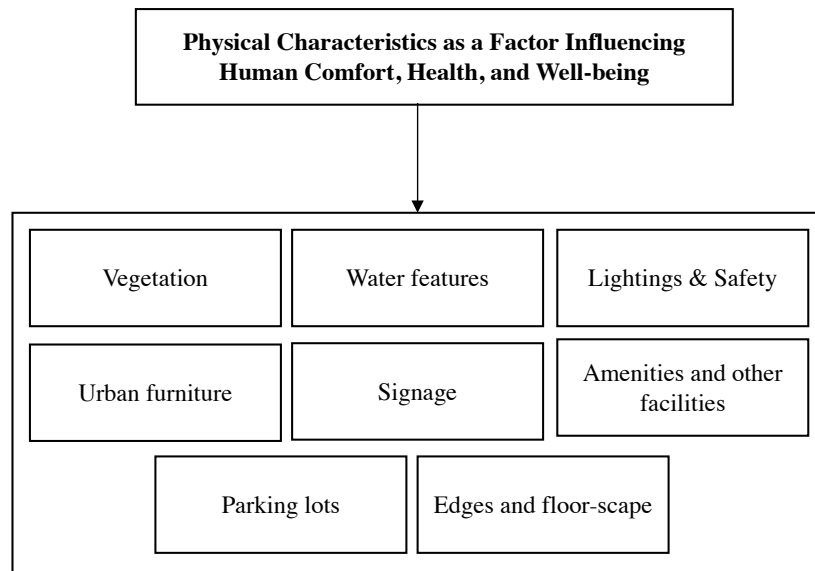 Physical Characteristics as a Factor Influencing
Human Comfort, Health, and Well-being
Vegetation
Water features
Lightings & Safety
Urban furniture
Signage
Amenities and other
facilities
Parking lots
Edges and floor-scape